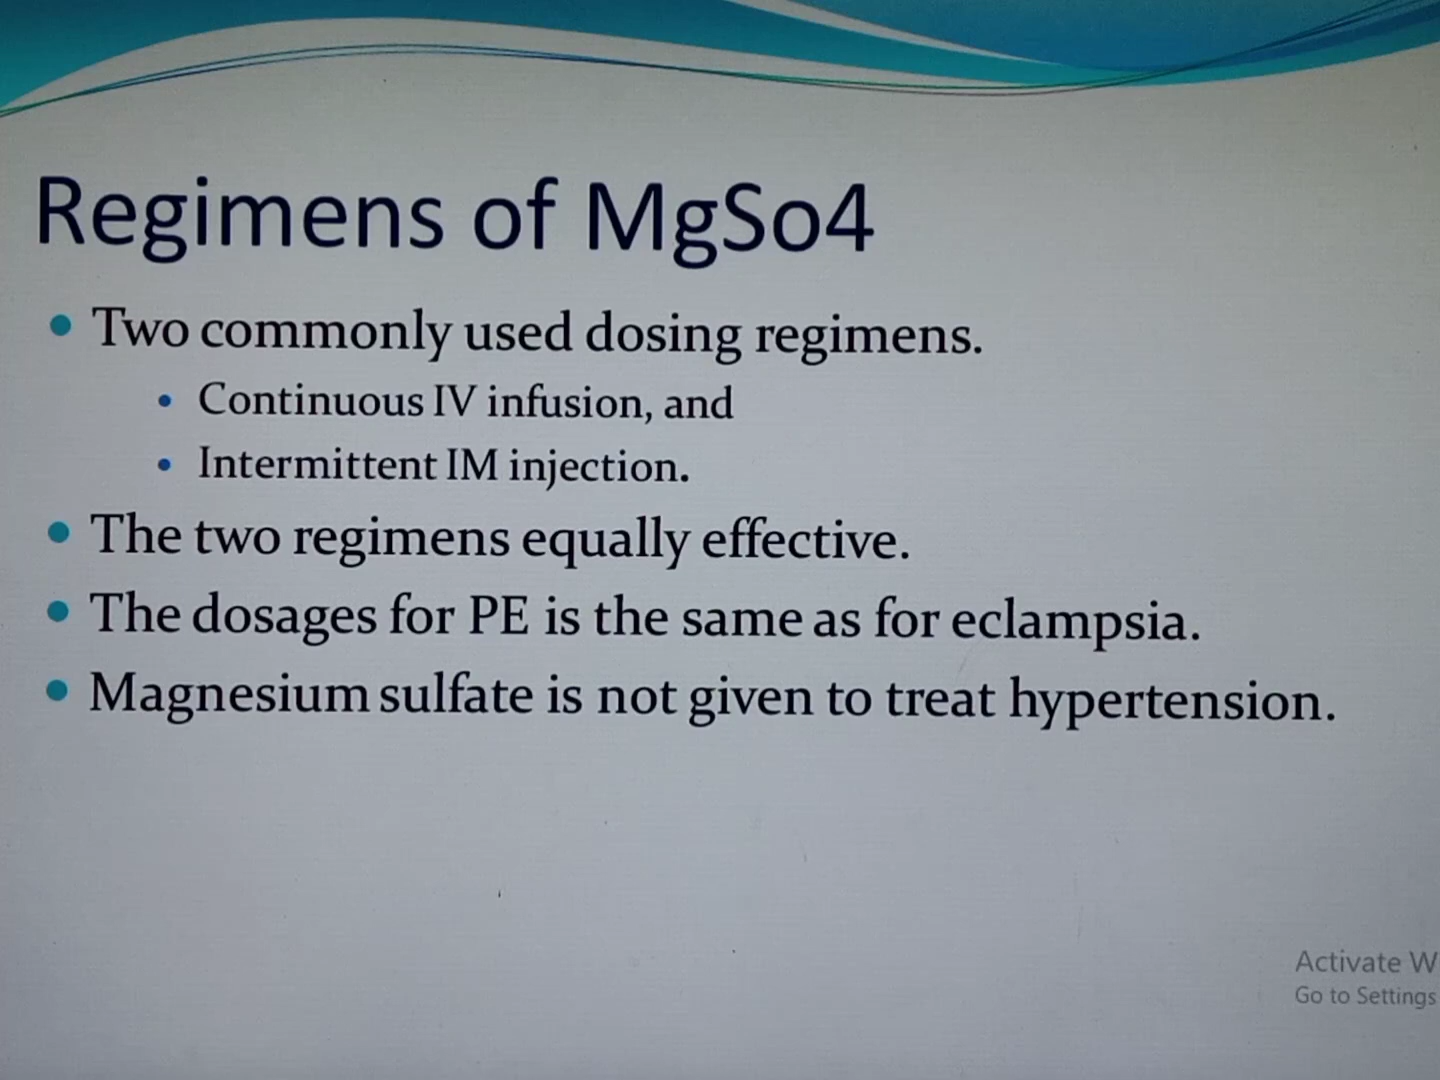 Regimens of MgSo4
• Two commonly used dosing regimens.
• Continuous IV infusion, and
• Intermittent IM injection.
• The two regimens equally effective.
• The dosages for PE is the same as for eclampsia.
• Magnesium sulfate is not given to treat hypertension.
Activate W
Go to Settings